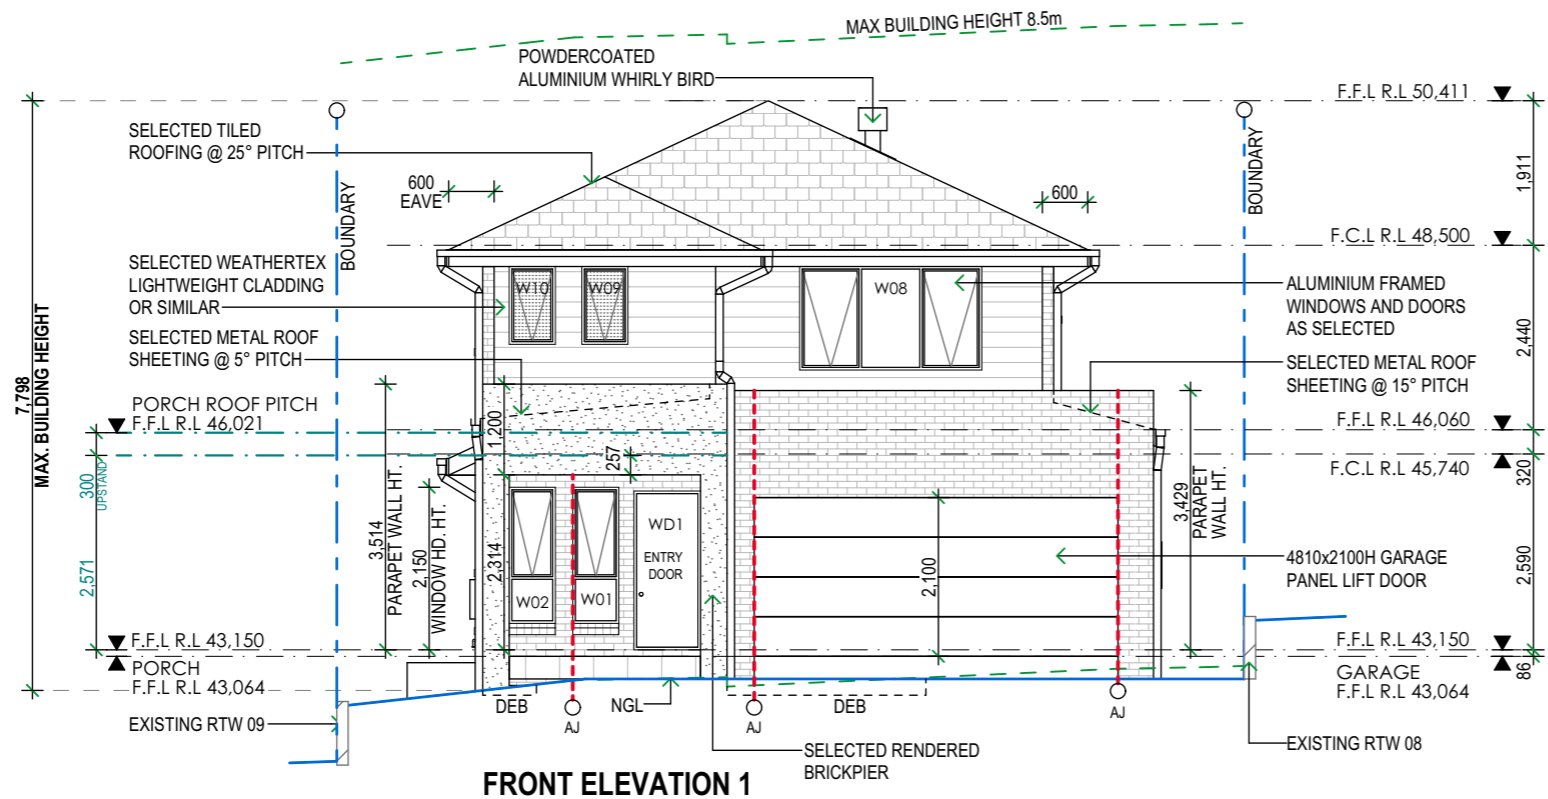 MAX BUILDING HEIGHT 8.5m
POWDERCOATED
ALUMINIUM WHIRLY BIRD
F.F.L R.L 50,411
SELECTED TILED
ROOFING @ 25° PITCH
600
EAVE
600
BOUNDARY
BOUNDARY
1,911
F.C.L R.L 48,500
SELECTED WEATHERTEX
LIGHTWEIGHT CLADDING
OR SIMILAR
W10
W09
W08
ALUMINIUM FRAMED
WINDOWS AND DOORS
AS SELECTED
2,440
SELECTED METAL ROOF
SHEETING @ 5° PITCH
SELECTED METAL ROOF
SHEETING @ 15° PITCH
7,798
MAX. BUILDING HEIGHT
PORCH ROOF PITCH
F.F.L R.L 46,021
F.F.L R.L 46,060
1,200
257
F.C.L R.L 45,740
320
300
UPSTAND
2,571
3,514
PARAPET WALL HT.
2,150
WINDOW HD. HT.
2,314
W02
W01
WD1
ENTRY
DOOR
2,100
3,429
PARAPET
WALL HT.
4810x2100H GARAGE
PANEL LIFT DOOR
2,590
F.F.L R.L 43,150
PORCH
F.F.L R.L 43,064
F.F.L R.L 43,150
GARAGE
F.F.L R.L 43,064
86
DEB
NGL
DEB
AJ
AJ
AJ
EXISTING RTW 09
SELECTED RENDERED
BRICKPIER
EXISTING RTW 08
FRONT ELEVATION 1